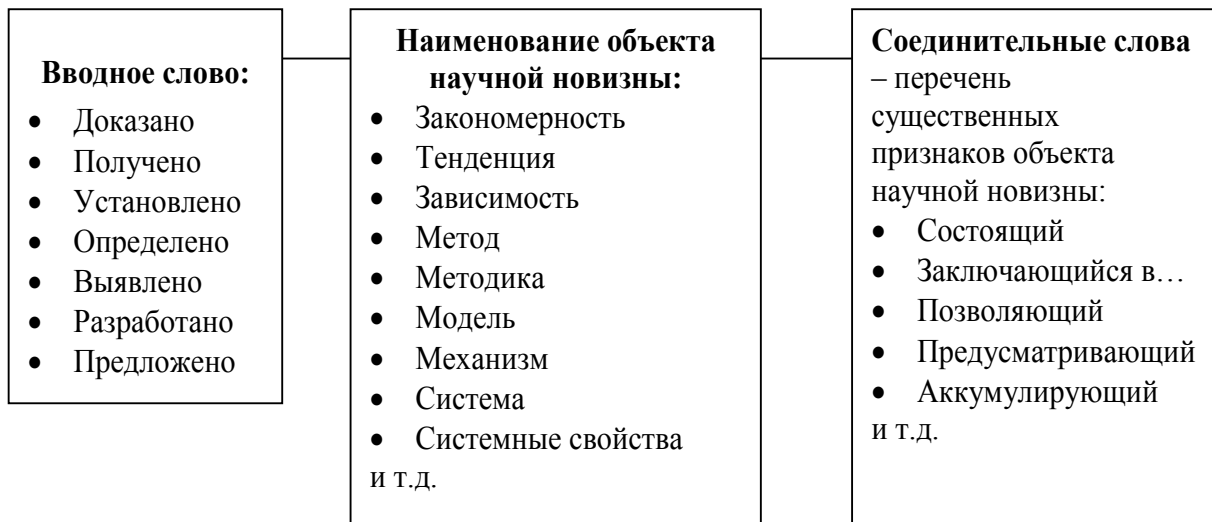 Вводное слово:
• Доказано
• Получено
• Установлено
• Определено
• Выявлено
• Разработано
• Предложено
Наименование объекта
научной новизны:
• Закономерность
• Тенденция
• Зависимость
• Метод
• Методика
• Модель
• Механизм
• Система
• Системные свойства
и т.д.
Соединительные слова
– перечень
существенных
признаков объекта
научной новизны:
• Состоящий
• Заключающийся в…
• Позволяющий
• Предусматривающий
• Аккумулирующий
и т.д.